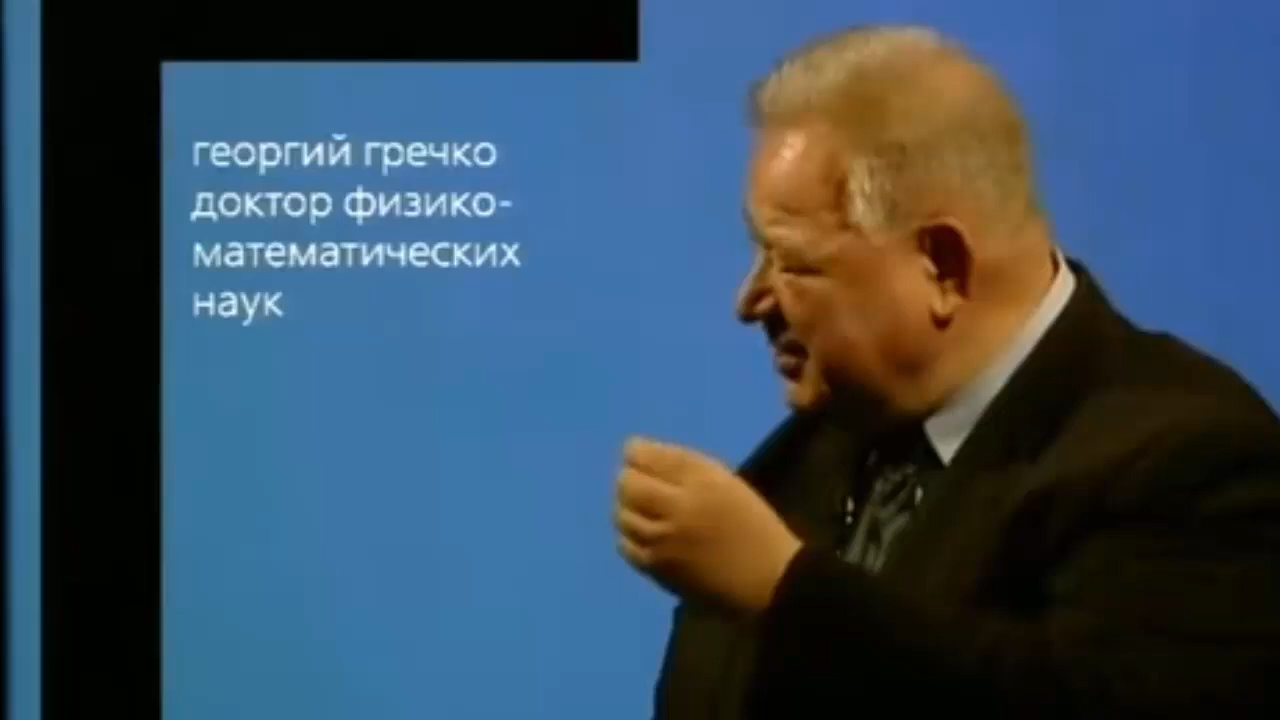 георгий гречко
доктор физико-
математических
наук